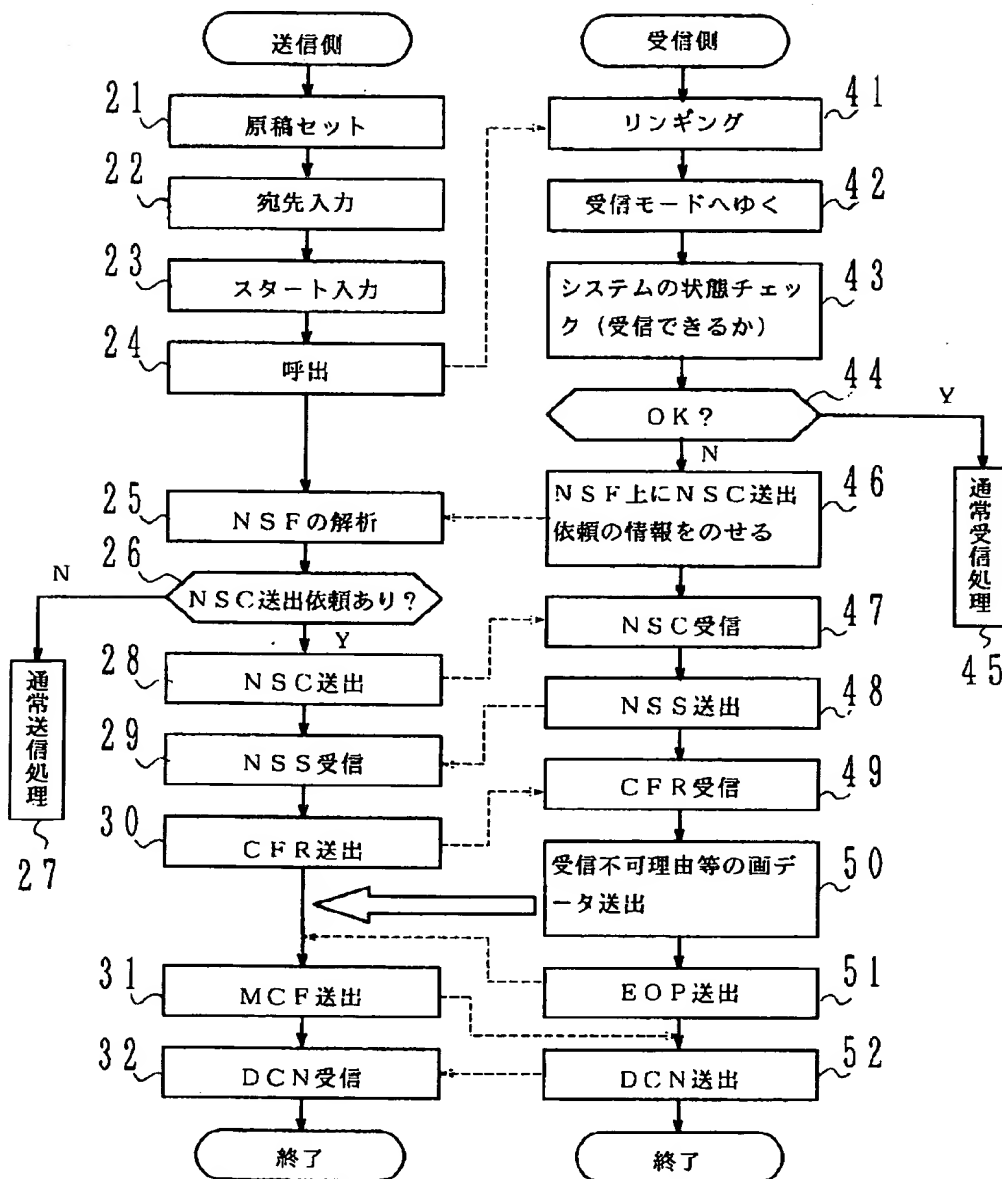 送信側
21
原稿セット
22
宛先入力
23
スタート入力
24
呼出
25
NSFの解析
26
N
NSC送出依頼あり？
Y
通常送信処理
27
28
NSC送出
29
NSS受信
30
CFR送出
31
MCF送出
32
DCN受信
終了
受信側
41
リンギング
42
受信モードへゆく
43
システムの状態チェッ
ク（受信できるか）
44
OK？
Y
N
通常受信処理
45
46
NSF上にNSC送出
依頼の情報をのせる
47
NSC受信
48
NSS送出
49
CFR受信
50
受信不可理由等の画デ
ータ送出
51
EOP送出
52
DCN送出
終了